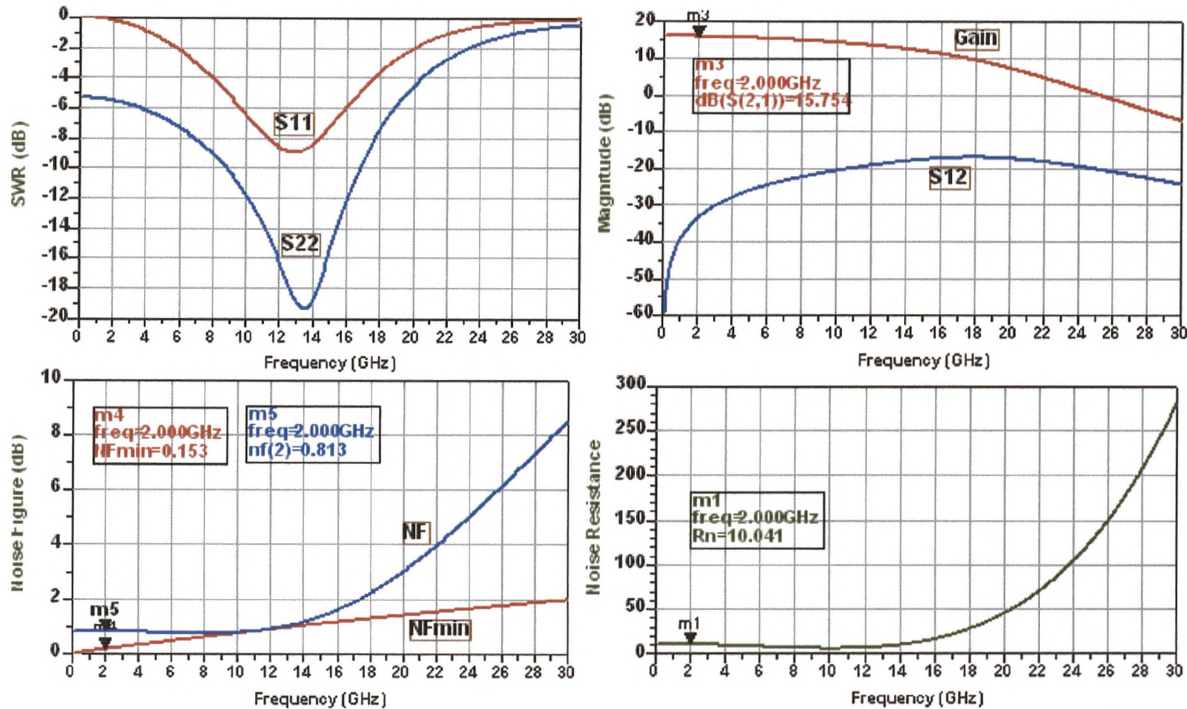 SWR (dB)
0
-2
-4
-6
-8
-10
-12
-14
-16
-18
-20
S11
S22
0 2 4 6 8 10 12 14 16 18 20 22 24 26 28 30
Frequency (GHz)
Magnitude (dB)
20
10
0
-10
-20
-30
-40
-50
-60
m3
Gain
m3
freq=2.000GHz
dB(S(2,1))=15.754
S12
0 2 4 6 8 10 12 14 16 18 20 22 24 26 28 30
Frequency (GHz)
Noise Figure (dB)
10
8
6
4
2
0
m4
freq=2.000GHz
NFmin=0.153
m5
freq=2.000GHz
nf(2)=0.813
NF
m5
NFmin
0 2 4 6 8 10 12 14 16 18 20 22 24 26 28 30
Frequency (GHz)
Noise Resistance
300
250
200
150
100
50
0
m1
freq=2.000GHz
Rn=10.041
m1
0 2 4 6 8 10 12 14 16 18 20 22 24 26 28 30
Frequency (GHz)